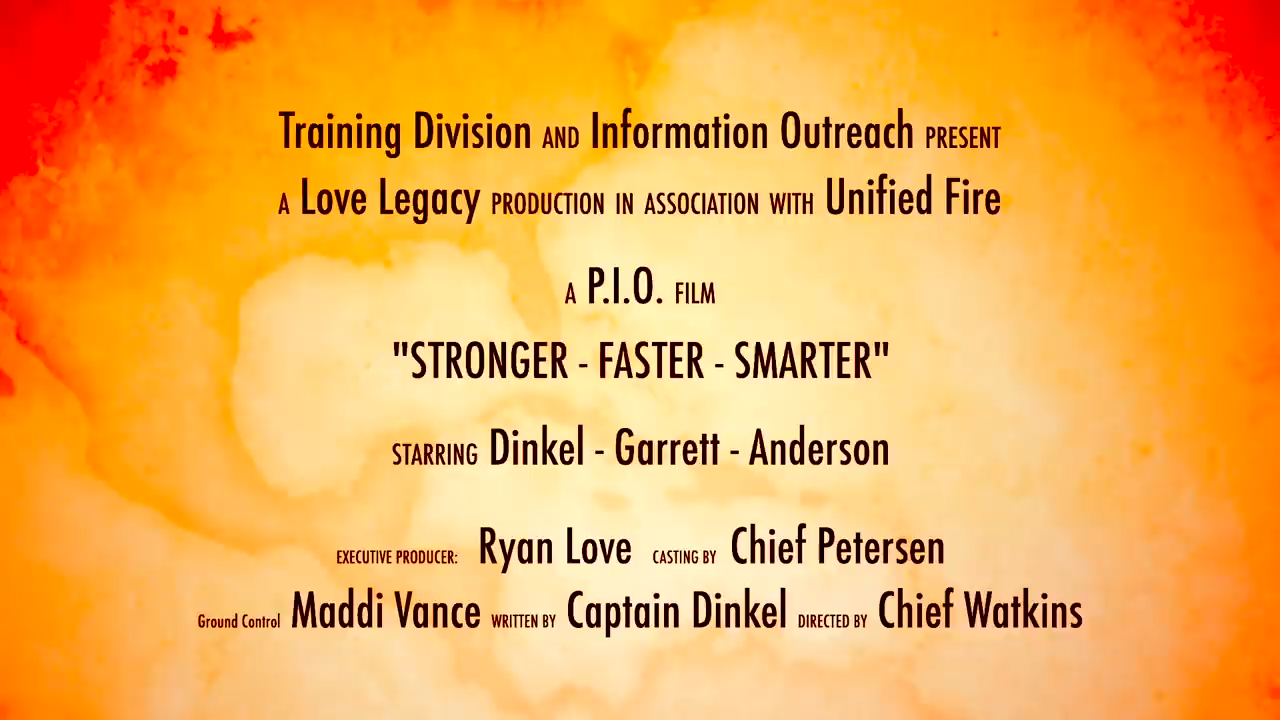 Training Division AND Information Outreach PRESENT
A Love Legacy PRODUCTION IN ASSOCIATION WITH Unified Fire
A P.I.O. FILM
"STRONGER - FASTER - SMARTER"
STARRING Dinkel - Garrett - Anderson
EXECUTIVE PRODUCER: Ryan Love CASTING BY Chief Petersen
Ground Control Maddi Vance WRITTEN BY Captain Dinkel DIRECTED BY Chief Watkins